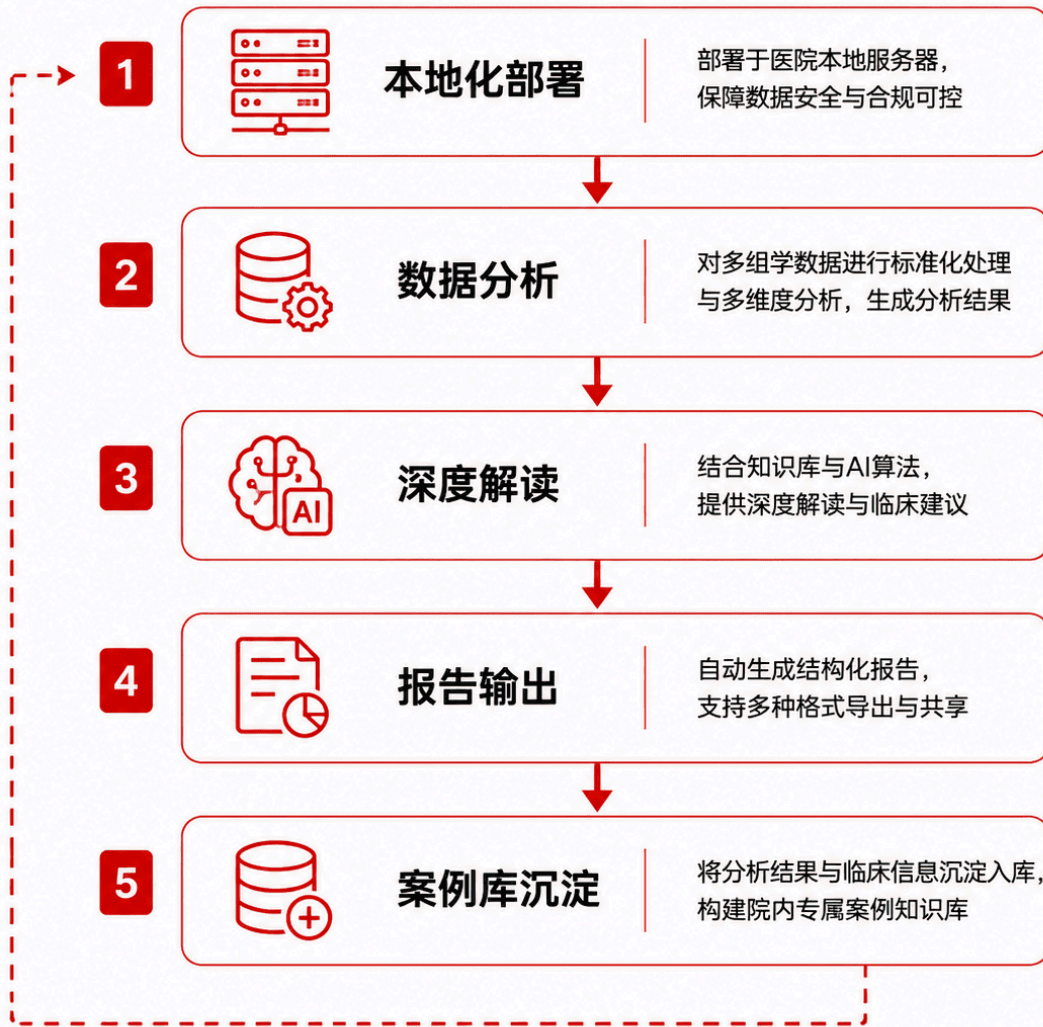 1
本地化部署
部署于医院本地服务器，
保障数据安全与合规可控
2
数据分析
对多组学数据进行标准化处理
与多维度分析，生成分析结果
3
AI
深度解读
结合知识库与AI算法，
提供深度解读与临床建议
4
报告输出
自动生成结构化报告，
支持多种格式导出与共享
5
案例库沉淀
将分析结果与临床信息沉淀入库，
构建院内专属案例知识库